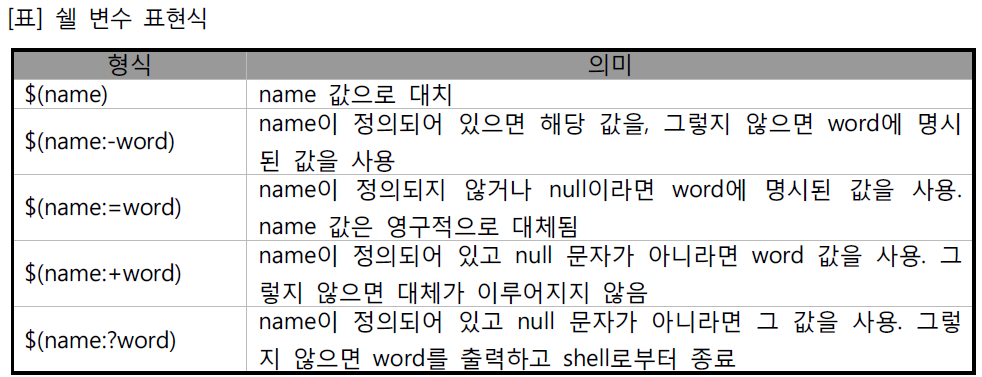 [표] 쉘 변수 표현식
형식 의미
$(name) name 값으로 대치
$(name:-word) name이 정의되어 있으면 해당 값을, 그렇지 않으면 word에 명시
된 값을 사용
$(name:=word) name이 정의되지 않거나 null이라면 word에 명시된 값을 사용.
name 값은 영구적으로 대체됨
$(name:+word) name이 정의되어 있고 null 문자가 아니라면 word 값을 사용. 그
렇지 않으면 대체가 이루어지지 않음
$(name:?word) name이 정의되어 있고 null 문자가 아니라면 그 값을 사용. 그렇
지 않으면 word를 출력하고 shell로부터 종료